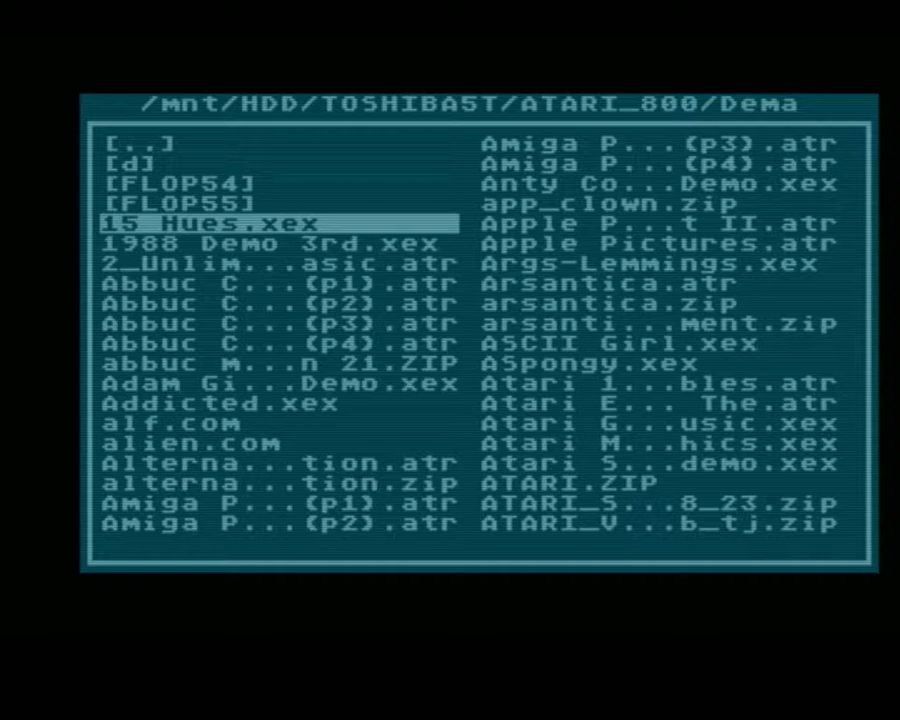 /mnt/HDD/TOSHIBA5T/ATARI_800/Dema
[..]
[d]
[FLOP54]
[FLOP55]
15 Hues.xex
1988 Demo 3rd.xex
2_Unlim...asic.atr
Abbuc C...(p1).atr
Abbuc C...(p2).atr
Abbuc C...(p3).atr
Abbuc C...(p4).atr
abbuc m...n 21.ZIP
Adam Gi...Demo.xex
Addicted.xex
alf.com
alien.com
Alterna...tion.atr
alterna...tion.zip
Amiga P...(p1).atr
Amiga P...(p2).atr
Amiga P...(p3).atr
Amiga P...(p4).atr
Anty Co...Demo.xex
app_clown.zip
Apple P...t II.atr
Apple Pictures.atr
Args-Lemmings.xex
Arsantica.atr
arsantica.zip
arsanti...ment.zip
ASCII Girl.xex
ASpongy.xex
Atari 1...bles.atr
Atari E... The.atr
Atari G...usic.xex
Atari M...hics.xex
Atari S...demo.xex
ATARI.ZIP
ATARI_S...8_23.zip
ATARI_V...b_tj.zip